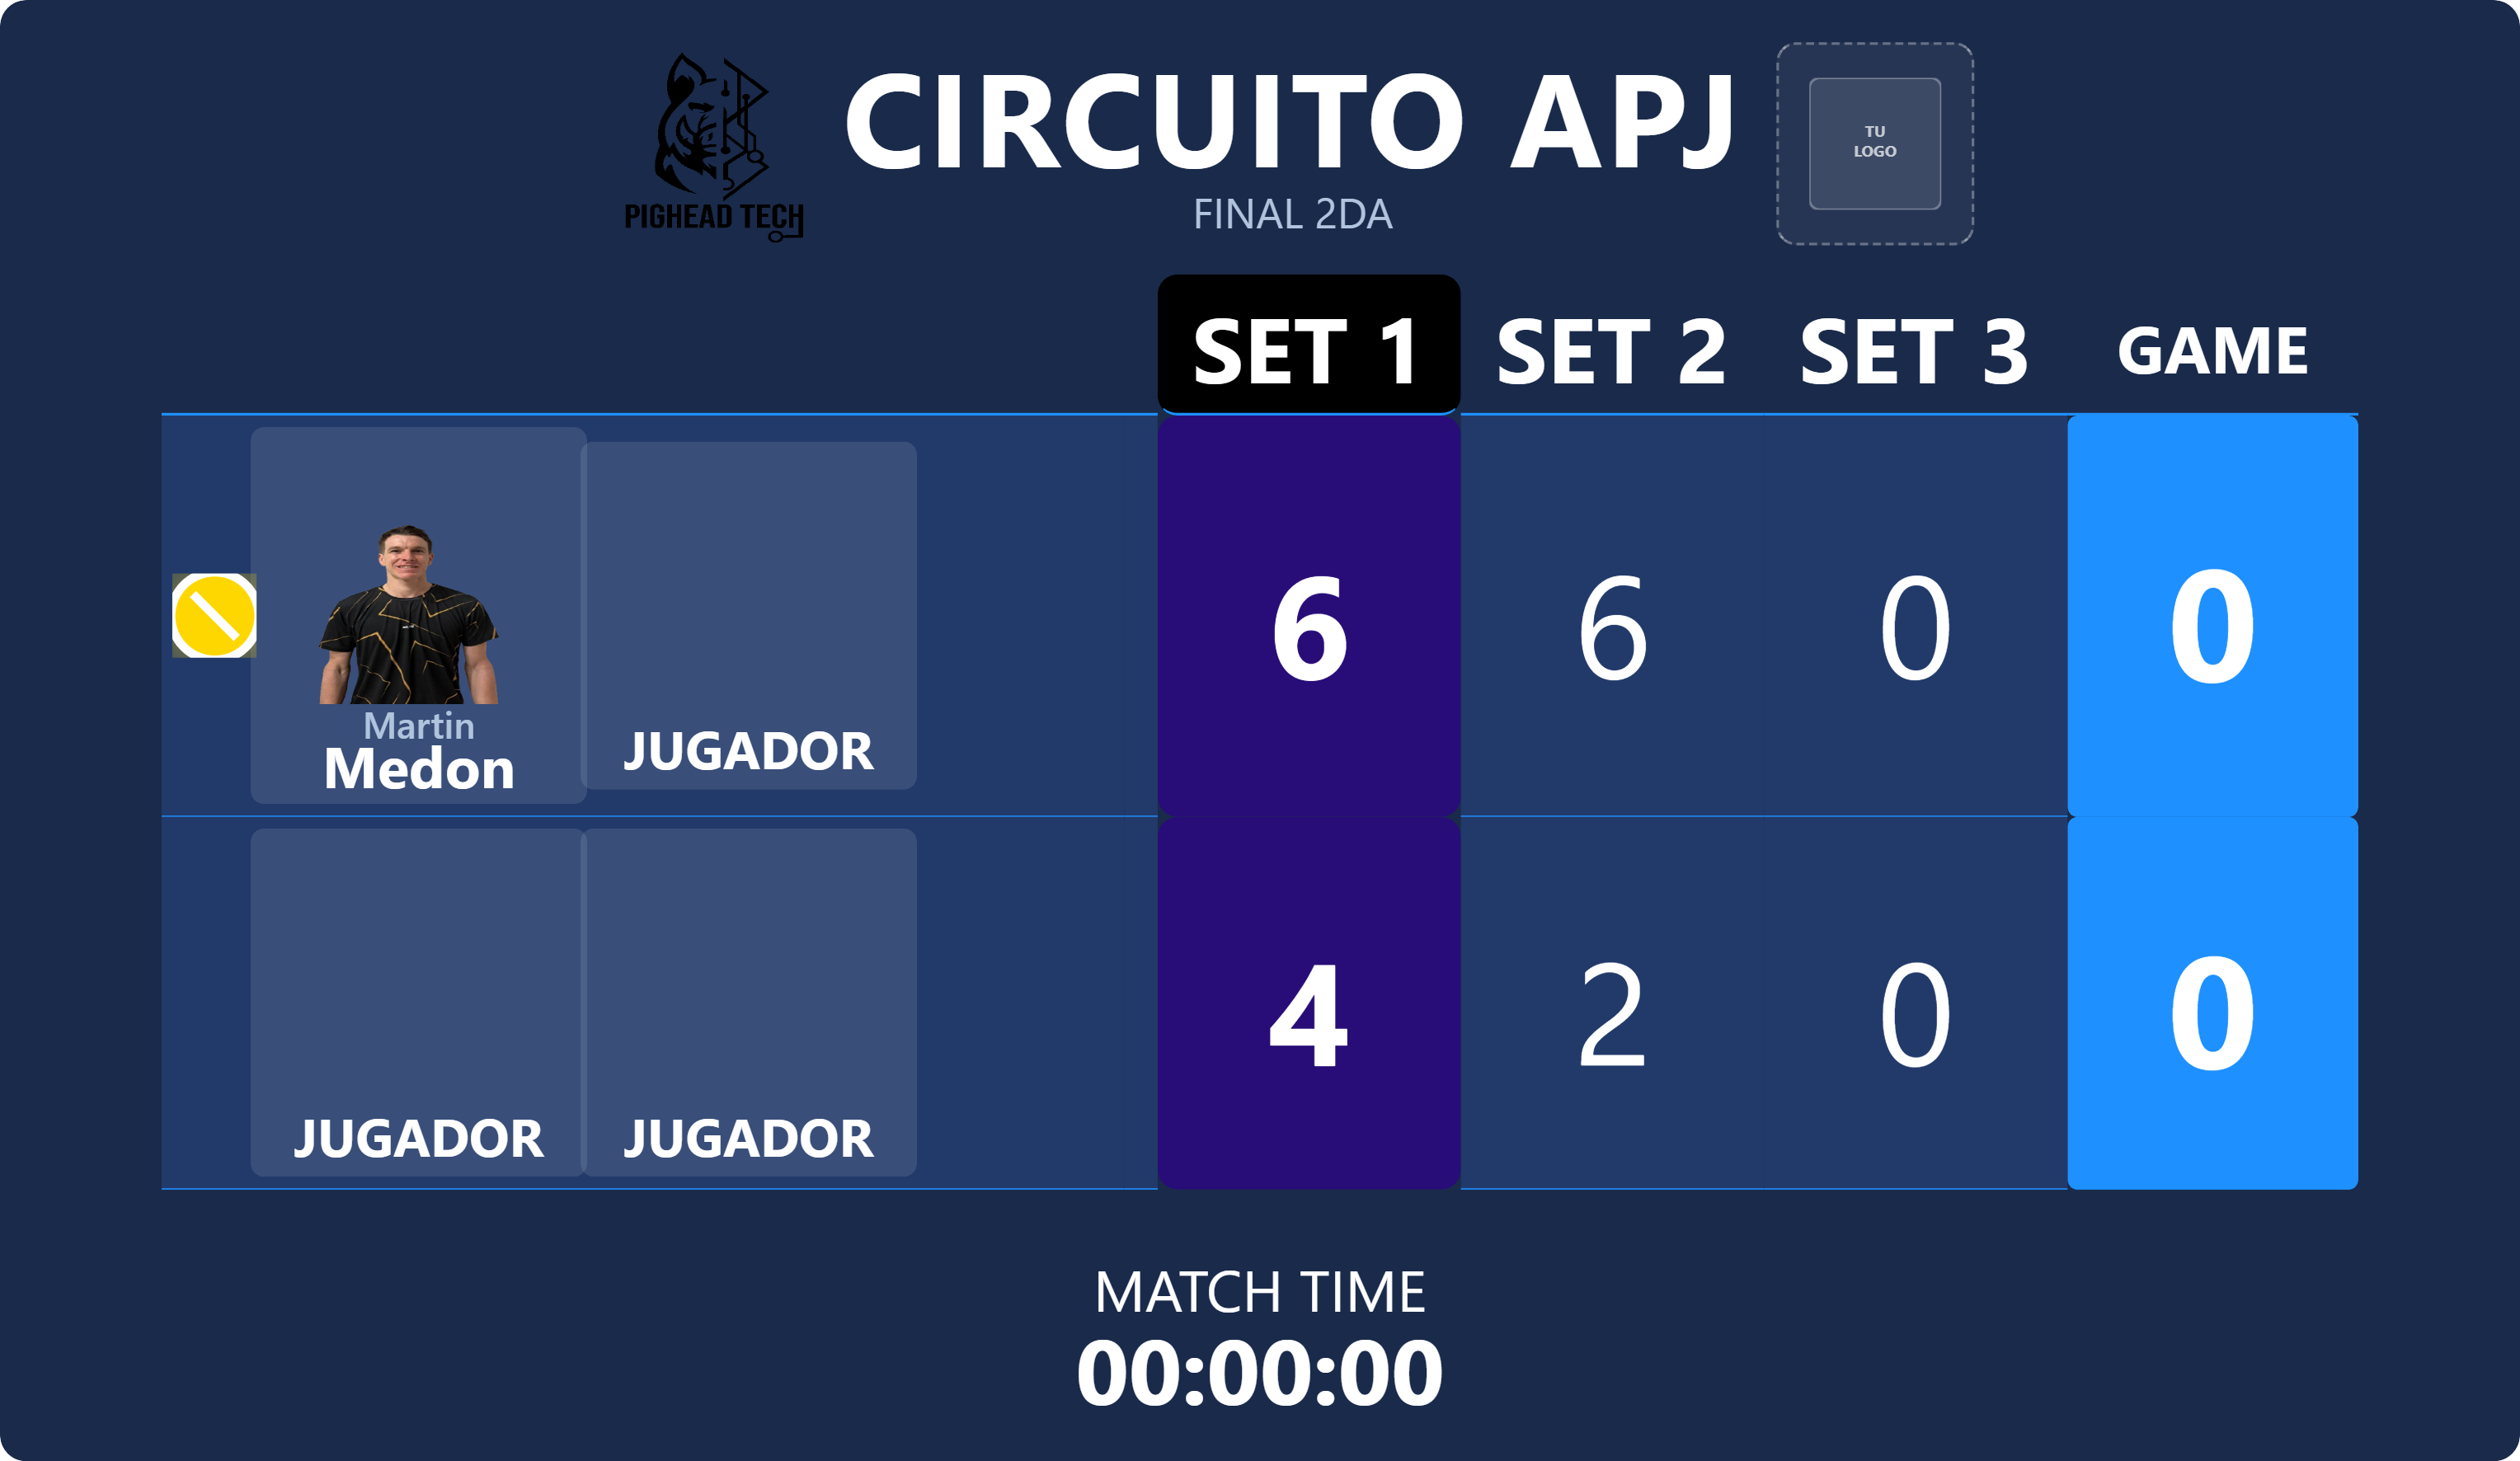 PIGHEAD TECH
CIRCUITO APJ
FINAL 2DA
TU
LOGO
SET 1 SET 2 SET 3 GAME
Martin
Medon
JUGADOR
6 6 0 0
JUGADOR JUGADOR
4 2 0 0
MATCH TIME
00:00:00